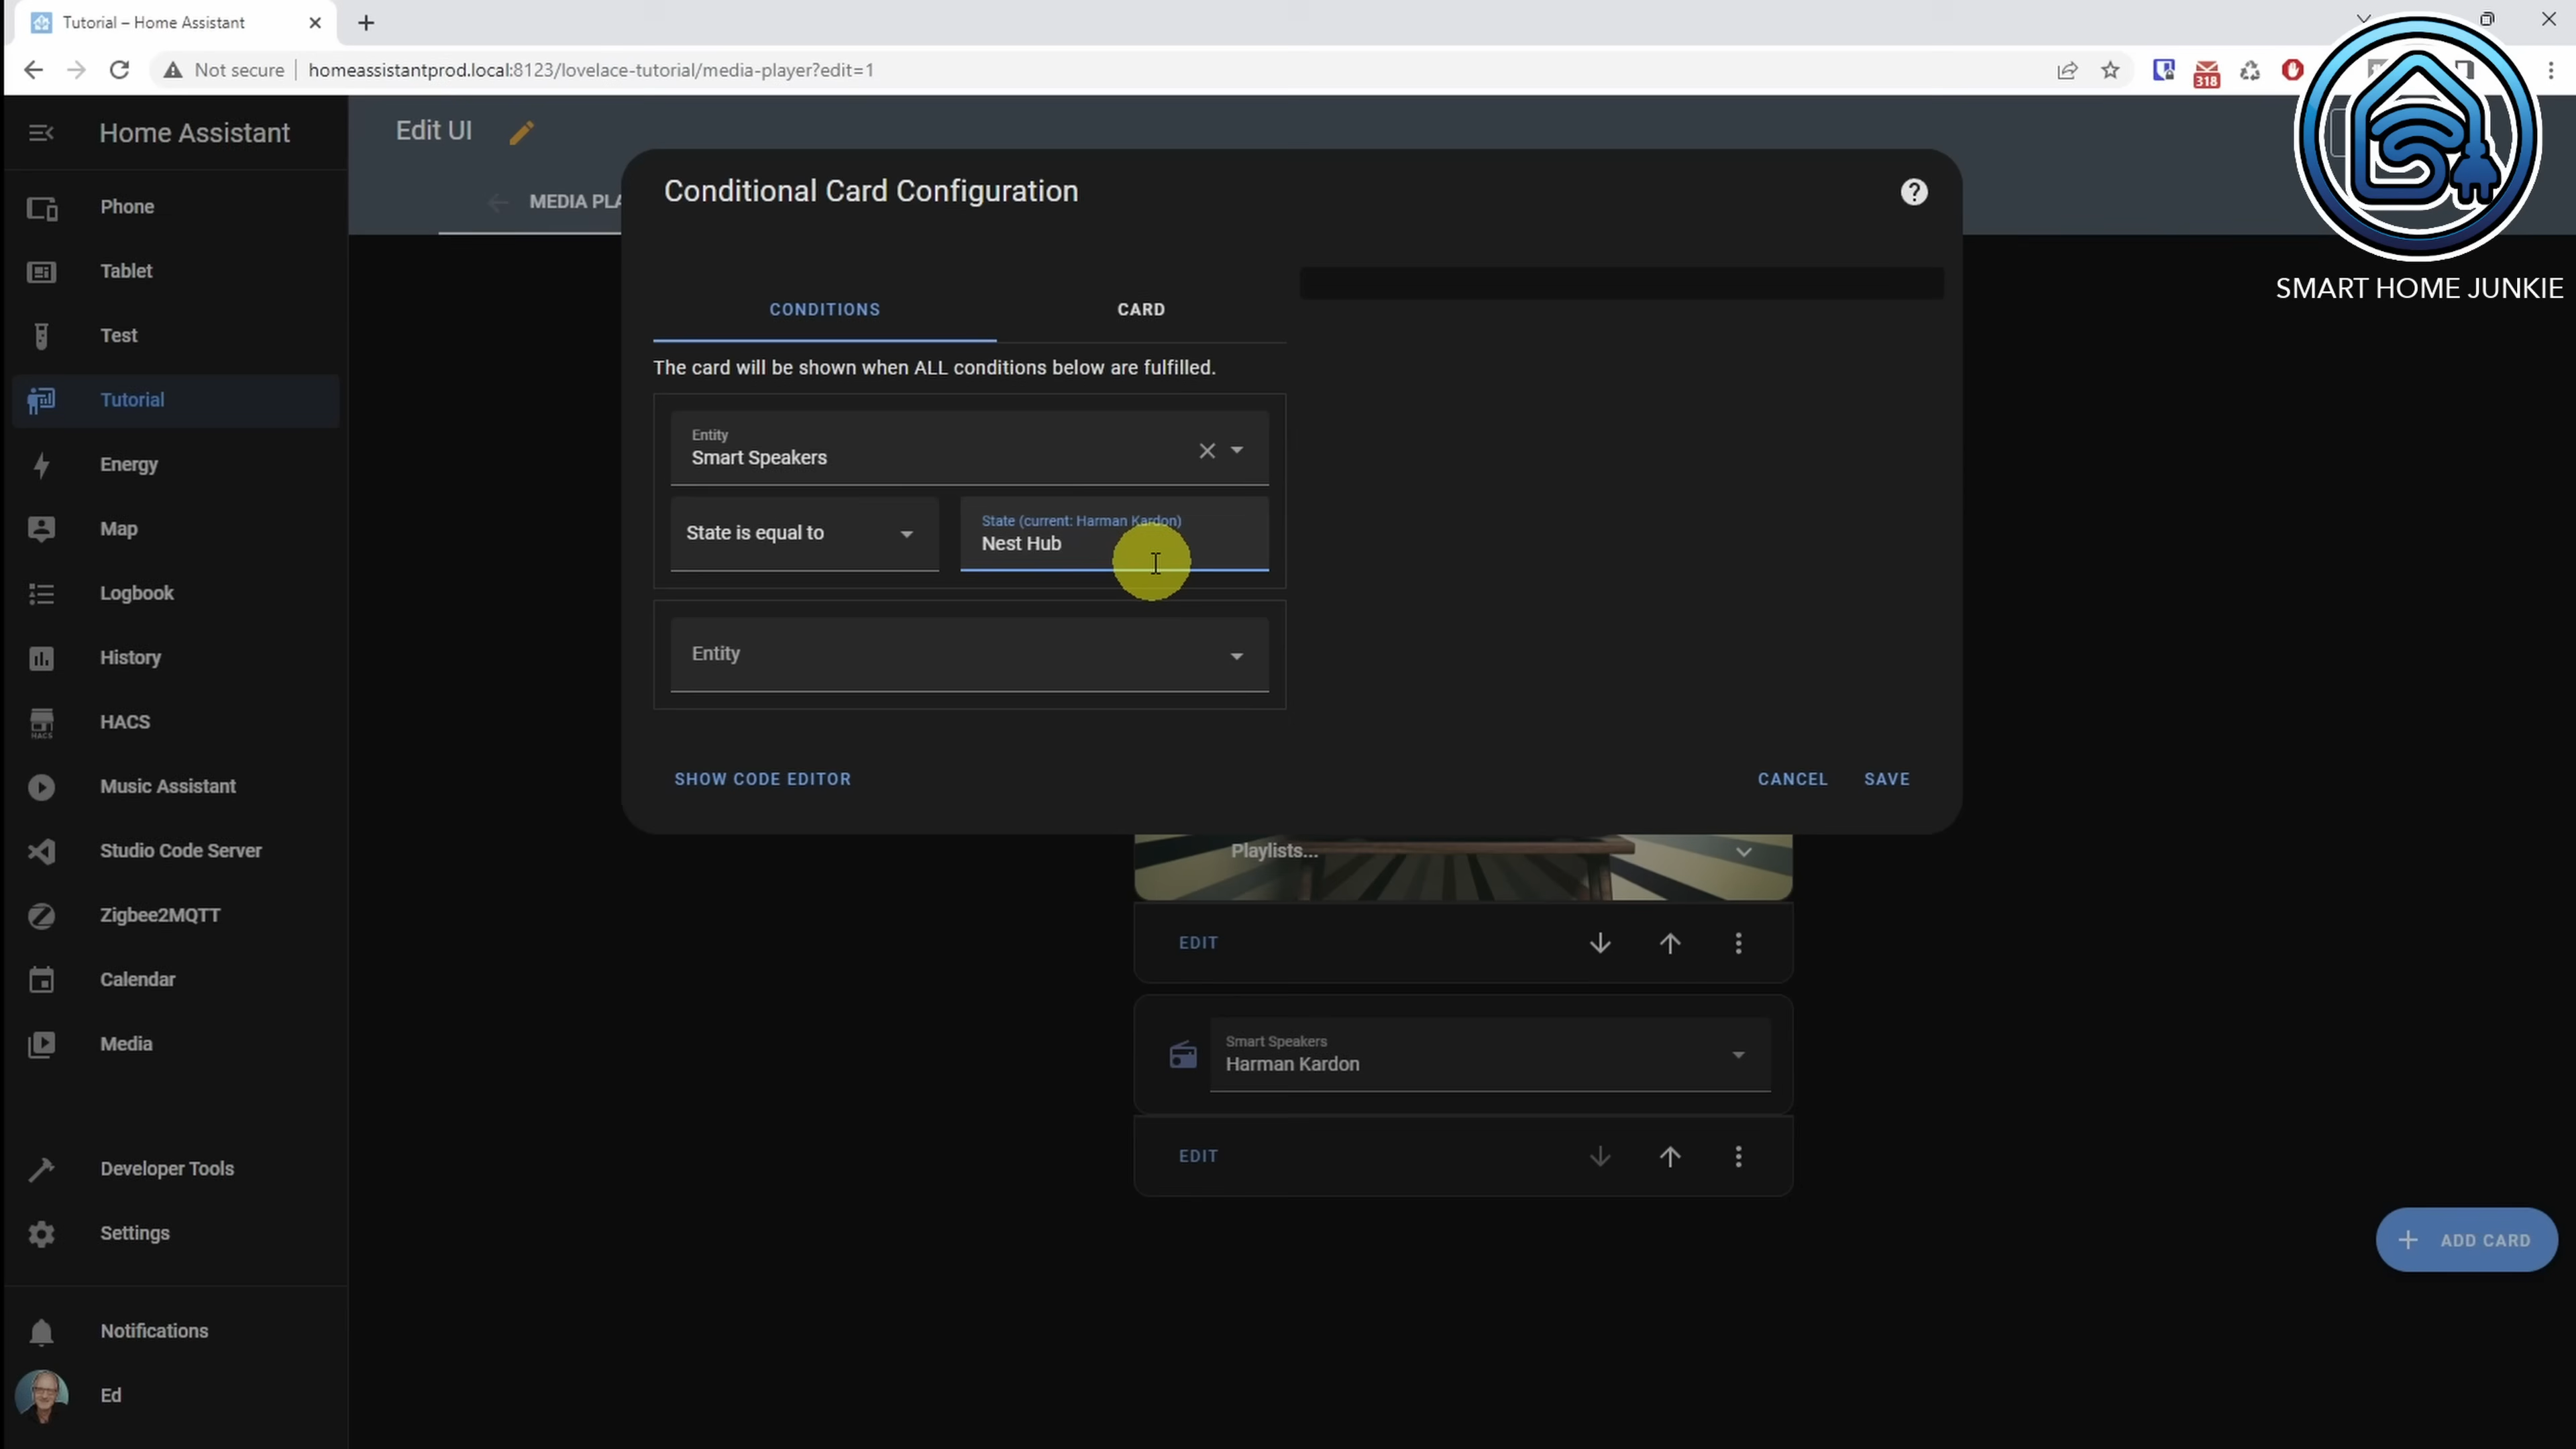 Tutorial – Home Assistant
Not secure
homeassistantprod.local:8123/lovelace-tutorial/media-player?edit=1
318
SMART HOME JUNKIE
Home Assistant
Phone
Tablet
Test
Tutorial
Energy
Map
Logbook
History
HACS
HACS
Music Assistant
Studio Code Server
Zigbee2MQTT
Calendar
Media
Developer Tools
Settings
Notifications
Ed
Edit UI
MEDIA PLA
Conditional Card Configuration
CONDITIONS
CARD
The card will be shown when ALL conditions below are fulfilled.
Entity
Smart Speakers
State is equal to
State (current: Harman Kardon)
Nest Hub
Entity
SHOW CODE EDITOR
CANCEL
SAVE
Playlists...
EDIT
Smart Speakers
Harman Kardon
EDIT
ADD CARD